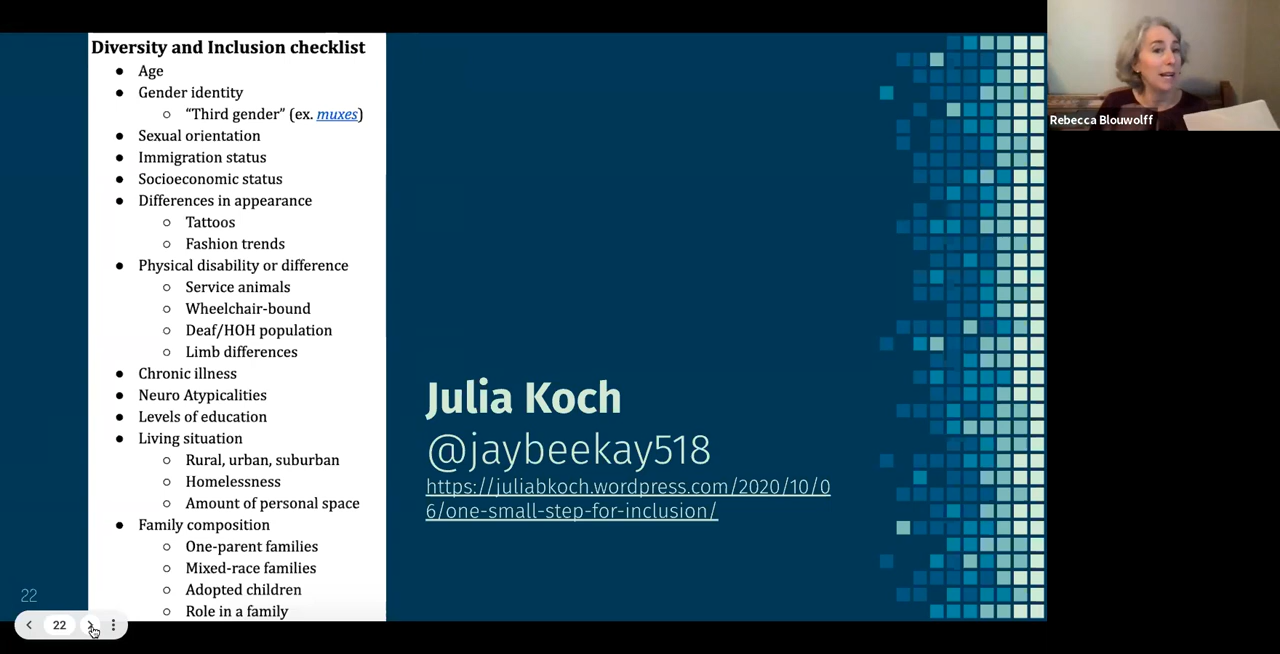 Diversity and Inclusion checklist
● Age
● Gender identity
○ “Third gender” (ex. muxes)
● Sexual orientation
● Immigration status
● Socioeconomic status
● Differences in appearance
○ Tattoos
○ Fashion trends
● Physical disability or difference
○ Service animals
○ Wheelchair-bound
○ Deaf/HOH population
○ Limb differences
● Chronic illness
● Neuro Atypicalities
● Levels of education
● Living situation
○ Rural, urban, suburban
○ Homelessness
○ Amount of personal space
● Family composition
○ One-parent families
○ Mixed-race families
○ Adopted children
○ Role in a family
Julia Koch
@jaybeekay518
https://juliabkoch.wordpress.com/2020/10/0
6/one-small-step-for-inclusion/
Rebecca Blouwolff
22
22